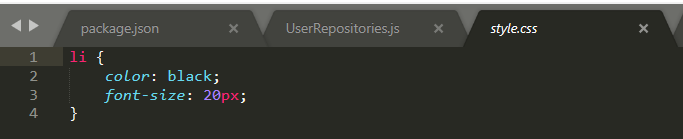 package.json × UserRepositories.js × style.css ×
1 li {
2 color: black;
3 font-size: 20px;
4 }